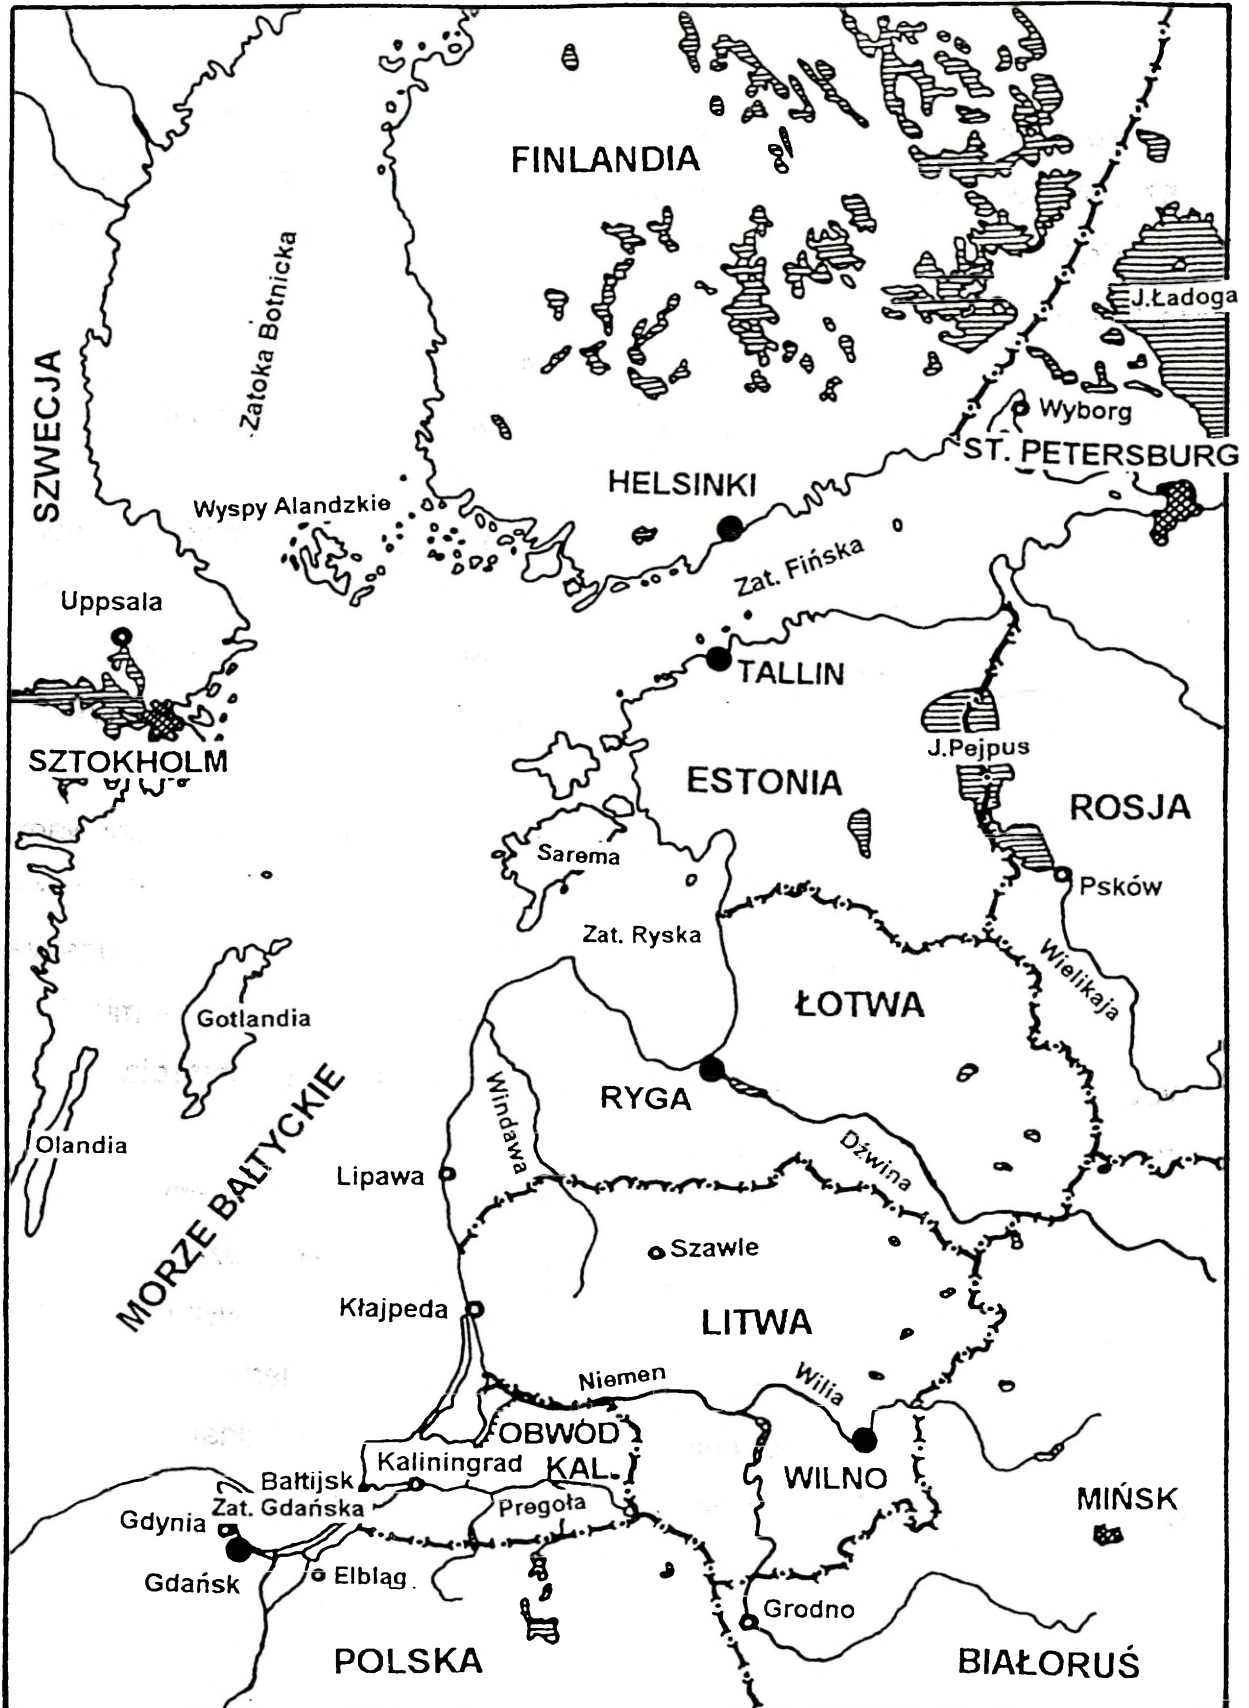 FINLANDIA
Zatoka Botnicka
J.Ładoga
SZWECJA
Wyborg
ST. PETERSBURG
HELSINKI
Wyspy Alandzkie
Zat. Fińska
Uppsala
TALLIN
SZTOKHOLM
J.Pejpus
ESTONIA
ROSJA
Sarema
Psków
Zat. Ryska
Wielikaja
ŁOTWA
Gotlandia
RYGA
Windawa
Olandia
MORZE BAŁTYCKIE
Dźwina
Lipawa
Szawle
Kłajpeda
LITWA
Niemen
Wilia
OBWÓD
KAL.
Kaliningrad
Bałtijsk
WILNO
MIŃSK
Zat. Gdańska
Pregoła
Gdynia
Gdańsk
Elbląg
Grodno
POLSKA
BIAŁORUŚ